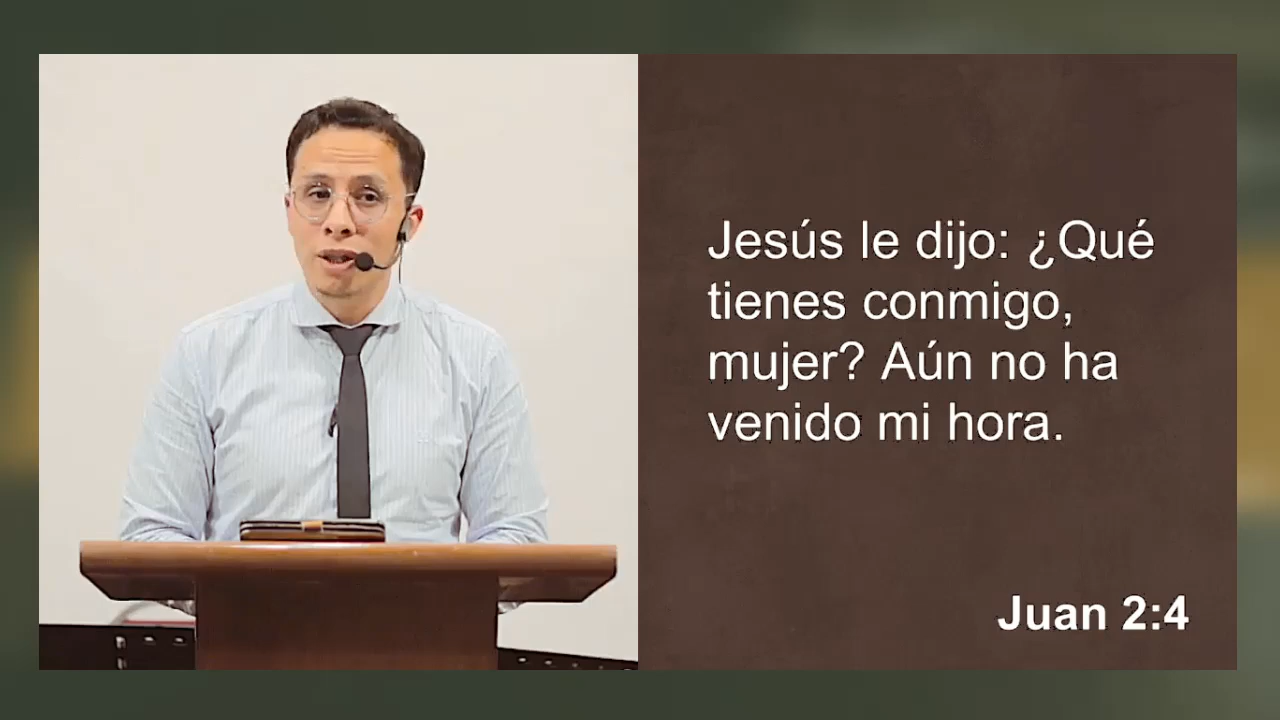 Jesús le dijo: ¿Qué
tienes conmigo,
mujer? Aún no ha
venido mi hora.
Juan 2:4